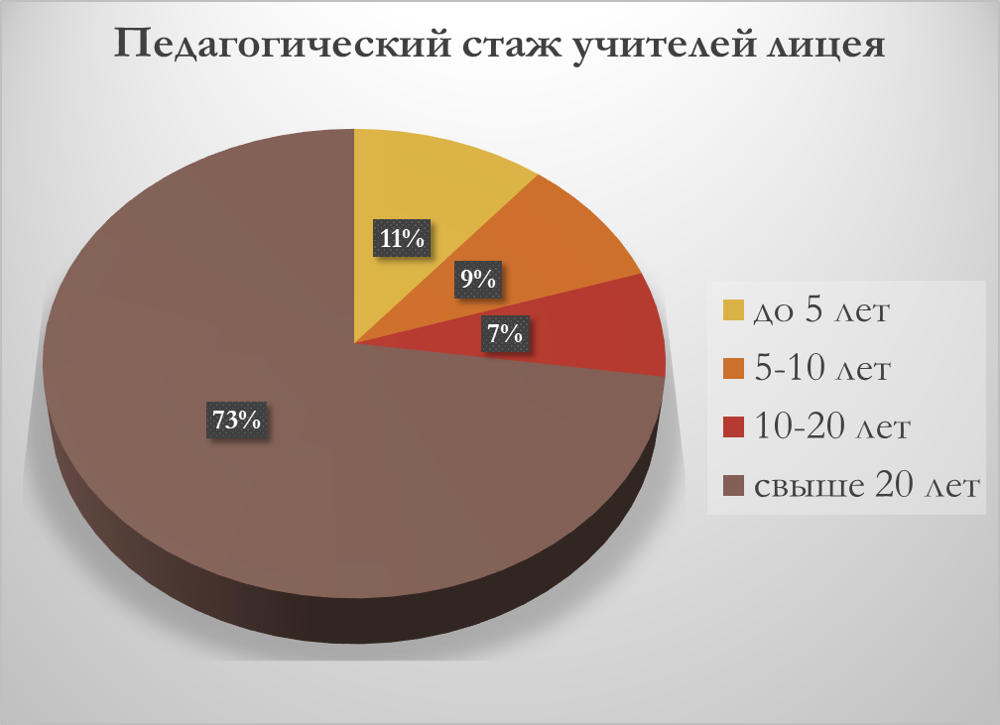 Педагогический стаж учителей лицея
11%
9%
7%
73%
до 5 лет
5-10 лет
10-20 лет
свыше 20 лет